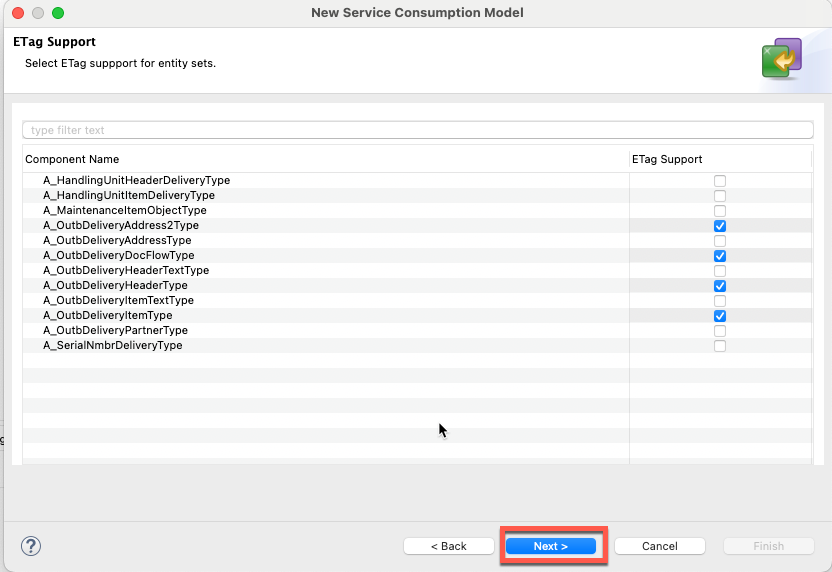 New Service Consumption Model
ETag Support
Select ETag suppport for entity sets.
type filter text
Component Name ETag Support
A_HandlingUnitHeaderDeliveryType
A_HandlingUnitItemDeliveryType
A_MaintenanceItemObjectType
A_OutbDeliveryAddress2Type
A_OutbDeliveryAddressType
A_OutbDeliveryDocFlowType
A_OutbDeliveryHeaderTextType
A_OutbDeliveryHeaderType
A_OutbDeliveryItemTextType
A_OutbDeliveryItemType
A_OutbDeliveryPartnerType
A_SerialNmbrDeliveryType
? < Back Next > Cancel Finish